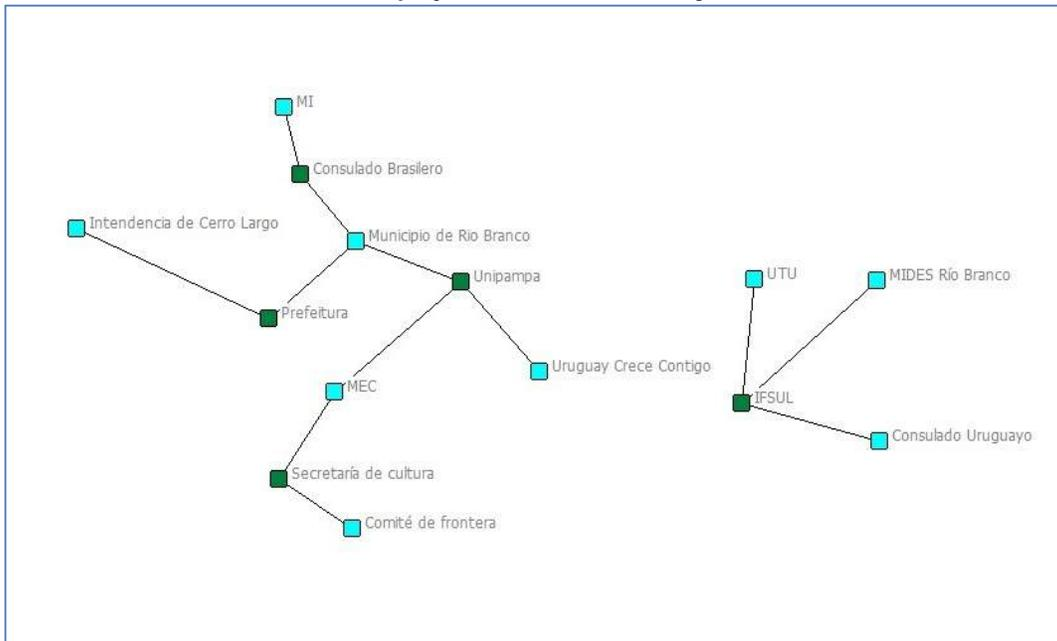 MI
Consulado Brasilero
Intendencia de Cerro Largo
Municipio de Rio Branco
Unipampa
UTU
MIDES Río Branco
Prefeitura
Uruguay Crece Contigo
MEC
IFSUL
Consulado Uruguayo
Secretaría de cultura
Comité de frontera